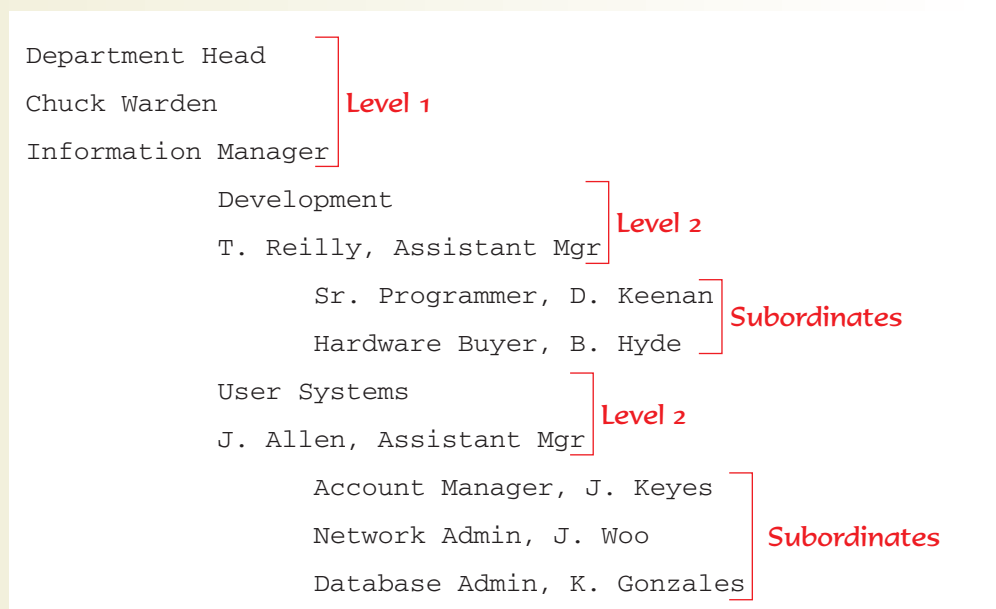 Department Head
Chuck Warden
Level 1
Information Manager
Development
Level 2
T. Reilly, Assistant Mgr
Sr. Programmer, D. Keenan
Subordinates
Hardware Buyer, B. Hyde
User Systems
Level 2
J. Allen, Assistant Mgr
Account Manager, J. Keyes
Network Admin, J. Woo
Subordinates
Database Admin, K. Gonzales